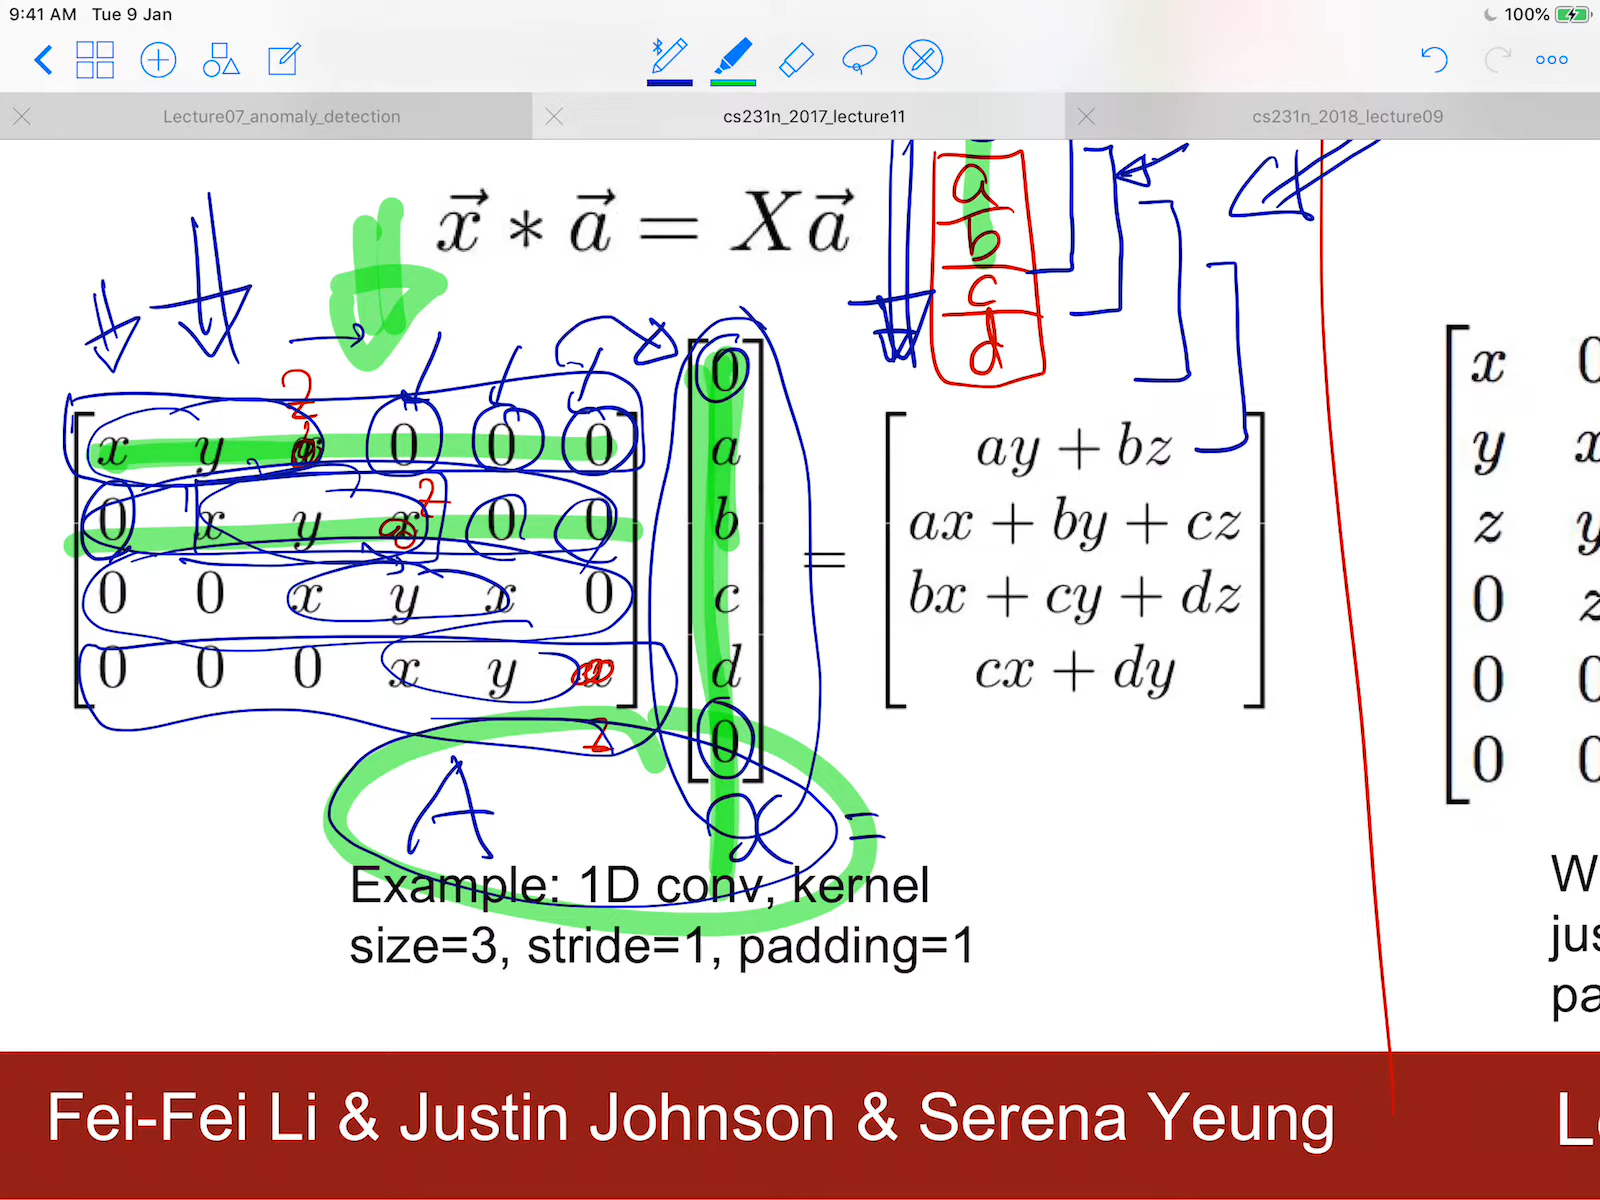 9:41 AM Tue 9 Jan 100%
Lecture07_anomaly_detection cs231n_2017_lecture11 cs231n_2018_lecture09
a
b
c
d
x⃗ * a⃗ = Xa⃗
x y 0 0 0
0 x y x 0 0
0 0 x y x 0
0 0 0 x y
z
z
z
0
a
b
c
d
0
=
ay + bz
ax + by + cz
bx + cy + dz
cx + dy
x 0
y x
z y
0 z
0 0
0 0
A x =
Example: 1D conv, kernel
size=3, stride=1, padding=1
W
jus
pa
Fei-Fei Li & Justin Johnson & Serena Yeung
L